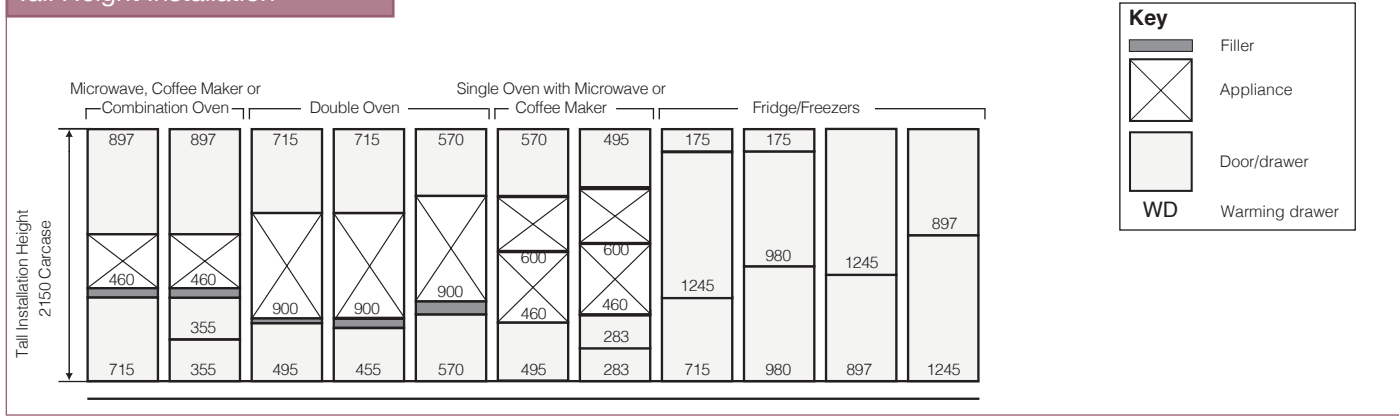 Tall Height Installation
Key
Filler
Appliance
Door/drawer
WD Warming drawer
Microwave, Coffee Maker or
Combination Oven
Double Oven
Single Oven with Microwave or
Coffee Maker
Fridge/Freezers
Tall Installation Height
2150 Carcase
897 897 715 715 570 570 495 175 175
897
460 460 900 900 900 600 600 1245 980 1245
355 460 460
283
715 355 495 455 570 495 283 715 980 897 1245